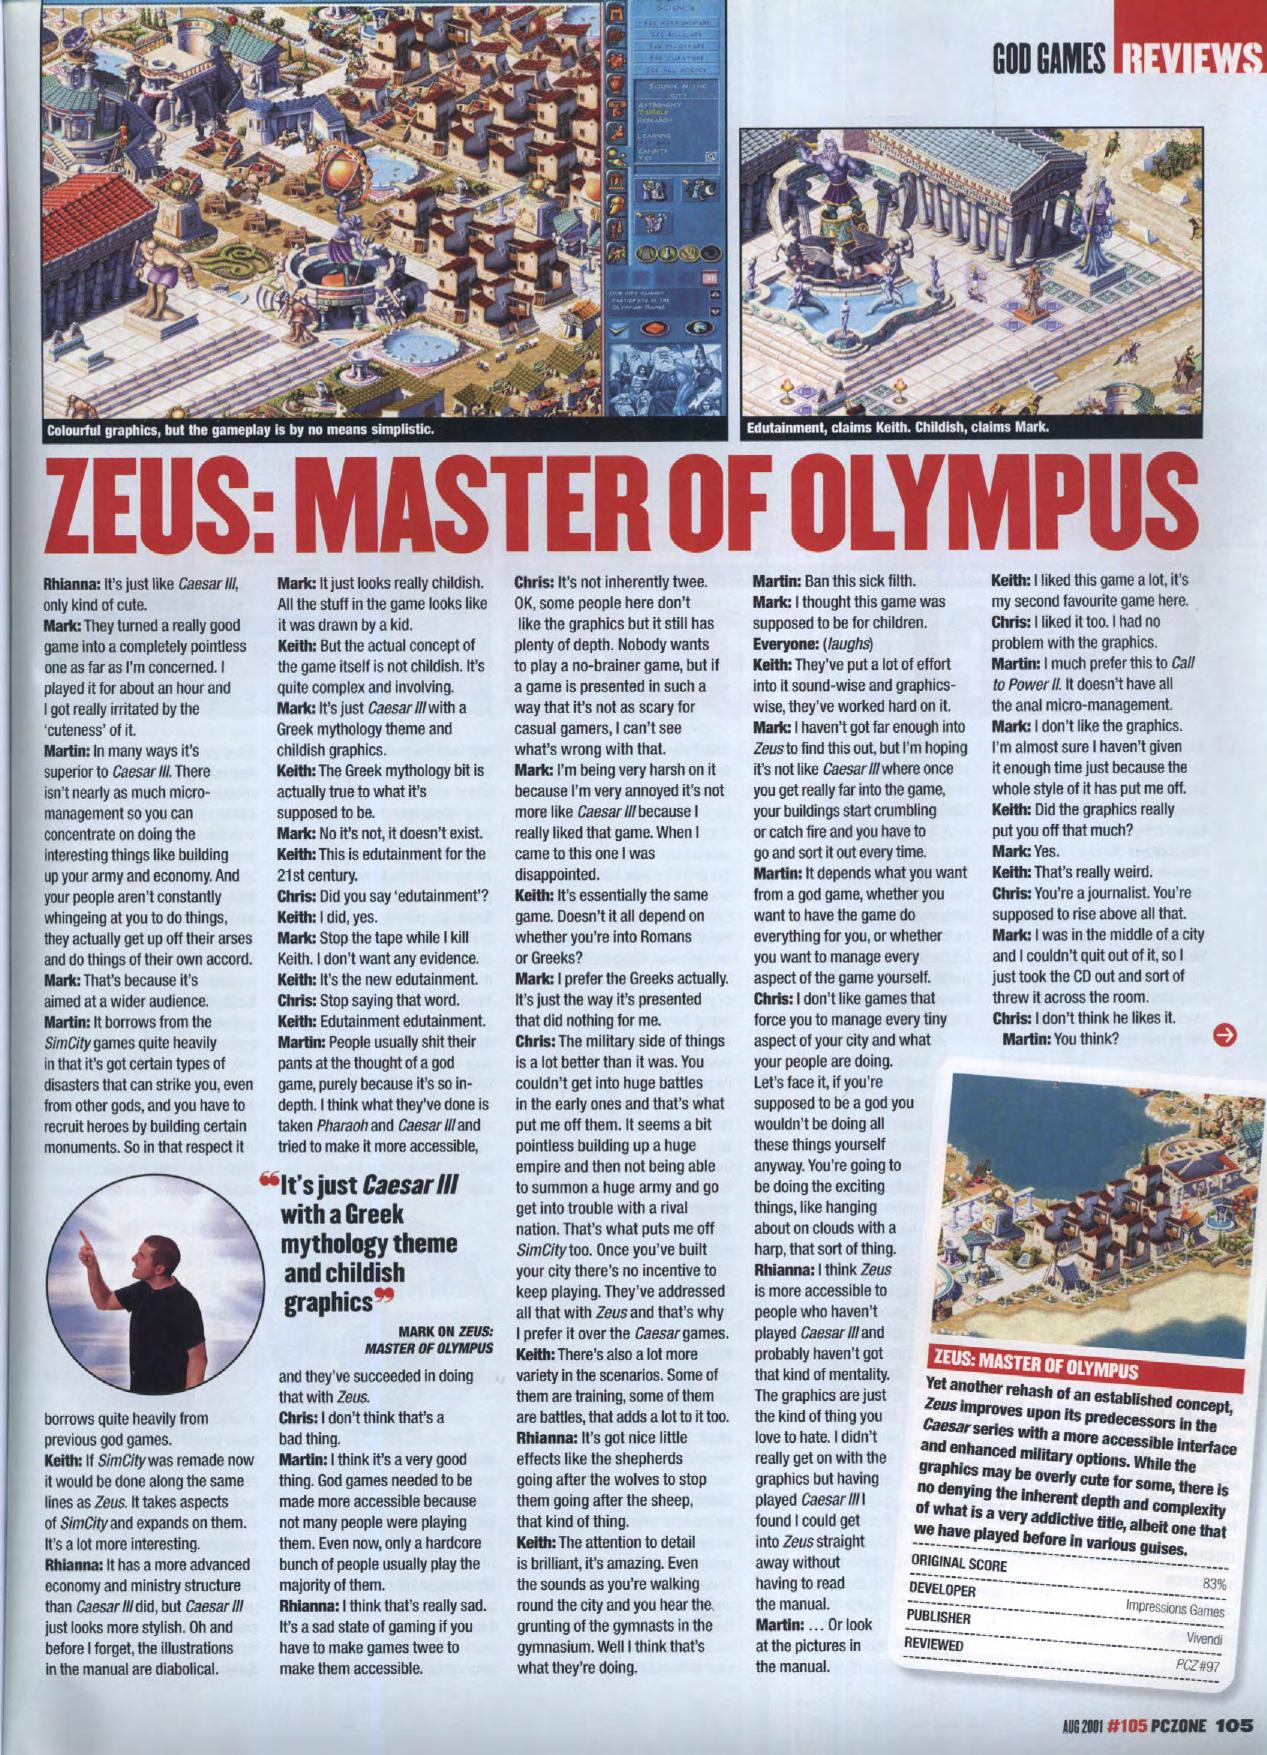 GOD GAMES REVIEWS
SCIENCE
SEE ALL SCIENCE
SCIENCE IN THE
CITY
ASTRONOMY
RESEARCH
LEARNING
OUR CITY CANNOT
PARTICIPATE IN THE
OLYMPIAN GAMES
Colourful graphics, but the gameplay is by no means simplistic.
Edutainment, claims Keith. Childish, claims Mark.
ZEUS: MASTER OF OLYMPUS
Rhianna: It's just like Caesar III,
only kind of cute.
Mark: They turned a really good
game into a completely pointless
one as far as I'm concerned. I
played it for about an hour and
I got really irritated by the
'cuteness' of it.
Martin: In many ways it's
superior to Caesar III. There
isn't nearly as much micro-
management so you can
concentrate on doing the
interesting things like building
up your army and economy. And
your people aren't constantly
whingeing at you to do things,
they actually get up off their arses
and do things of their own accord.
Mark: That's because it's
aimed at a wider audience.
Martin: It borrows from the
SimCity games quite heavily
in that it's got certain types of
disasters that can strike you, even
from other gods, and you have to
recruit heroes by building certain
monuments. So in that respect it
borrows quite heavily from
previous god games.
Keith: If SimCity was remade now
it would be done along the same
lines as Zeus. It takes aspects
of SimCity and expands on them.
It's a lot more interesting.
Rhianna: It has a more advanced
economy and ministry structure
than Caesar III did, but Caesar III
just looks more stylish. Oh and
before I forget, the illustrations
in the manual are diabolical.
Mark: It just looks really childish.
All the stuff in the game looks like
it was drawn by a kid.
Keith: But the actual concept of
the game itself is not childish. It's
quite complex and involving.
Mark: It's just Caesar III with a
Greek mythology theme and
childish graphics.
Keith: The Greek mythology bit is
actually true to what it's
supposed to be.
Mark: No it's not, it doesn't exist.
Keith: This is edutainment for the
21st century.
Chris: Did you say 'edutainment'?
Keith: I did, yes.
Mark: Stop the tape while I kill
Keith. I don't want any evidence.
Keith: It's the new edutainment.
Chris: Stop saying that word.
Keith: Edutainment edutainment.
Martin: People usually shit their
pants at the thought of a god
game, purely because it's so in-
depth. I think what they've done is
taken Pharaoh and Caesar III and
tried to make it more accessible,
“It's just Caesar III
with a Greek
mythology theme
and childish
graphics”
MARK ON ZEUS:
MASTER OF OLYMPUS
and they've succeeded in doing
that with Zeus.
Chris: I don't think that's a
bad thing.
Martin: I think it's a very good
thing. God games needed to be
made more accessible because
not many people were playing
them. Even now, only a hardcore
bunch of people usually play the
majority of them.
Rhianna: I think that's really sad.
It's a sad state of gaming if you
have to make games twee to
make them accessible.
Chris: It's not inherently twee.
OK, some people here don't
like the graphics but it still has
plenty of depth. Nobody wants
to play a no-brainer game, but if
a game is presented in such a
way that it's not as scary for
casual gamers, I can't see
what's wrong with that.
Mark: I'm being very harsh on it
because I'm very annoyed it's not
more like Caesar III because I
really liked that game. When I
came to this one I was
disappointed.
Keith: It's essentially the same
game. Doesn't it all depend on
whether you're into Romans
or Greeks?
Mark: I prefer the Greeks actually.
It's just the way it's presented
that did nothing for me.
Chris: The military side of things
is a lot better than it was. You
couldn't get into huge battles
in the early ones and that's what
put me off them. It seems a bit
pointless building up a huge
empire and then not being able
to summon a huge army and go
get into trouble with a rival
nation. That's what puts me off
SimCity too. Once you've built
your city there's no incentive to
keep playing. They've addressed
all that with Zeus and that's why
I prefer it over the Caesar games.
Keith: There's also a lot more
variety in the scenarios. Some of
them are training, some of them
are battles, that adds a lot to it too.
Rhianna: It's got nice little
effects like the shepherds
going after the wolves to stop
them going after the sheep,
that kind of thing.
Keith: The attention to detail
is brilliant, it's amazing. Even
the sounds as you're walking
round the city and you hear the
grunting of the gymnasts in the
gymnasium. Well I think that's
what they're doing.
Martin: Ban this sick filth.
Mark: I thought this game was
supposed to be for children.
Everyone: (laughs)
Keith: They've put a lot of effort
into it sound-wise and graphics-
wise, they've worked hard on it.
Mark: I haven't got far enough into
Zeus to find this out, but I'm hoping
it's not like Caesar III where once
you get really far into the game,
your buildings start crumbling
or catch fire and you have to
go and sort it out every time.
Martin: It depends what you want
from a god game, whether you
want to have the game do
everything for you, or whether
you want to manage every
aspect of the game yourself.
Chris: I don't like games that
force you to manage every tiny
aspect of your city and what
your people are doing.
Let's face it, if you're
supposed to be a god you
wouldn't be doing all
these things yourself
anyway. You're going to
be doing the exciting
things, like hanging
about on clouds with a
harp, that sort of thing.
Rhianna: I think Zeus
is more accessible to
people who haven't
played Caesar III and
probably haven't got
that kind of mentality.
The graphics are just
the kind of thing you
love to hate. I didn't
really get on with the
graphics but having
played Caesar III I
found I could get
into Zeus straight
away without
having to read
the manual.
Martin: ... Or look
at the pictures in
the manual.
Keith: I liked this game a lot, it's
my second favourite game here.
Chris: I liked it too. I had no
problem with the graphics.
Martin: I much prefer this to Call
to Power II. It doesn't have all
the anal micro-management.
Mark: I don't like the graphics.
I'm almost sure I haven't given
it enough time just because the
whole style of it has put me off.
Keith: Did the graphics really
put you off that much?
Mark: Yes.
Keith: That's really weird.
Chris: You're a journalist. You're
supposed to rise above all that.
Mark: I was in the middle of a city
and I couldn't quit out of it, so I
just took the CD out and sort of
threw it across the room.
Chris: I don't think he likes it.
Martin: You think?
ZEUS: MASTER OF OLYMPUS
Yet another rehash of an established concept,
Zeus improves upon its predecessors in the
Caesar series with a more accessible interface
and enhanced military options. While the
graphics may be overly cute for some, there is
no denying the inherent depth and complexity
of what is a very addictive title, albeit one that
we have played before in various guises.
ORIGINAL SCORE 83%
DEVELOPER Impressions Games
PUBLISHER Vivendi
REVIEWED PCZ #97
AUG 2001 #105 PCZONE 105